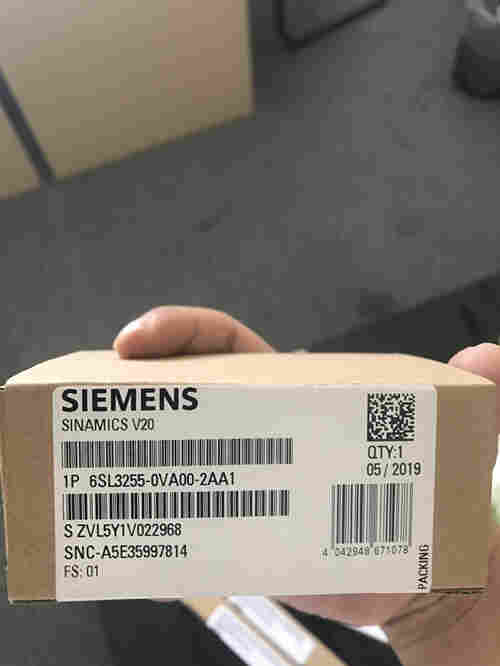 SIEMENS
SINAMICS V20
1P 6SL3255-0VA00-2AA1
S ZVL5Y1V022968
SNC-A5E35997814
FS: 01
QTY:1
05 / 2019
4 042948 671078
PACKING